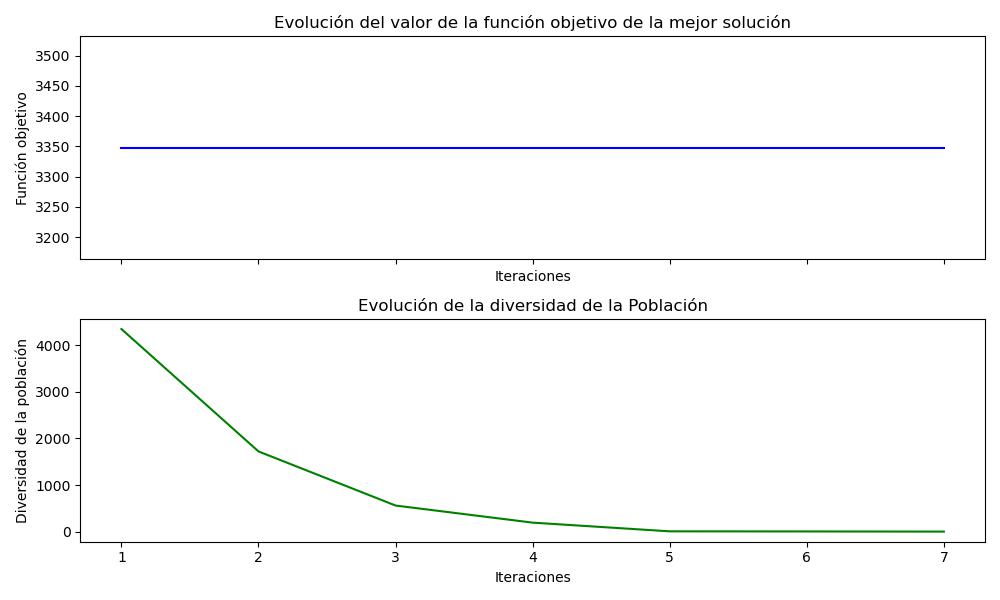 Evolución del valor de la función objetivo de la mejor solución
Función objetivo
3500
3450
3400
3350
3300
3250
3200
Iteraciones
Evolución de la diversidad de la Población
Diversidad de la población
4000
3000
2000
1000
0
1 2 3 4 5 6 7
Iteraciones